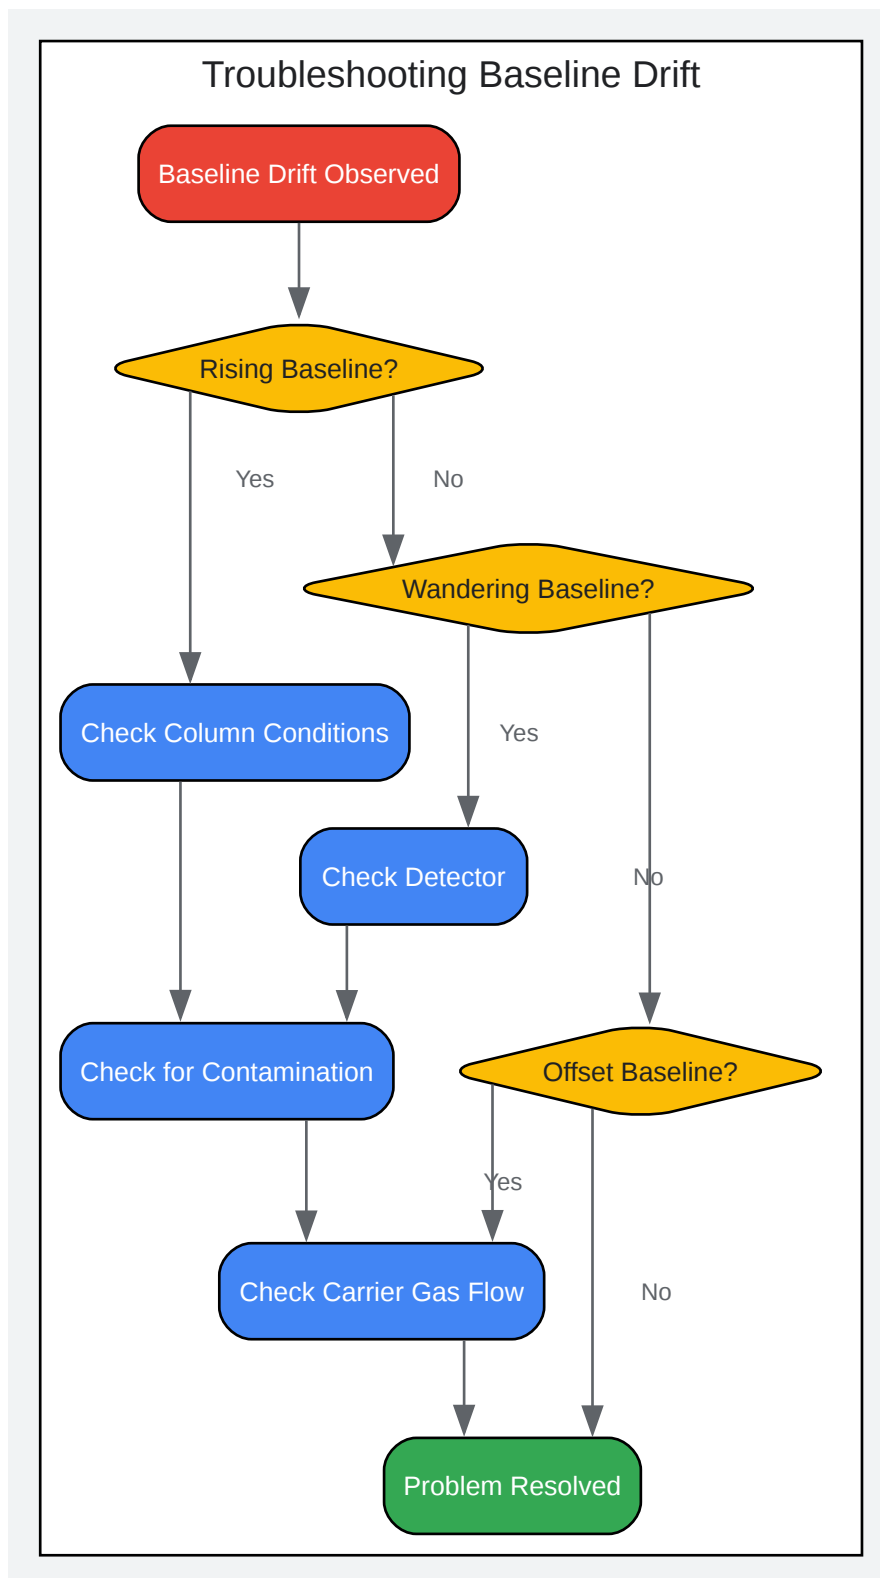 Troubleshooting Baseline Drift
Baseline Drift Observed
Rising Baseline?
Yes
No
Wandering Baseline?
Check Column Conditions
Yes
Check Detector
No
Check for Contamination
Offset Baseline?
Yes
Check Carrier Gas Flow
No
Problem Resolved